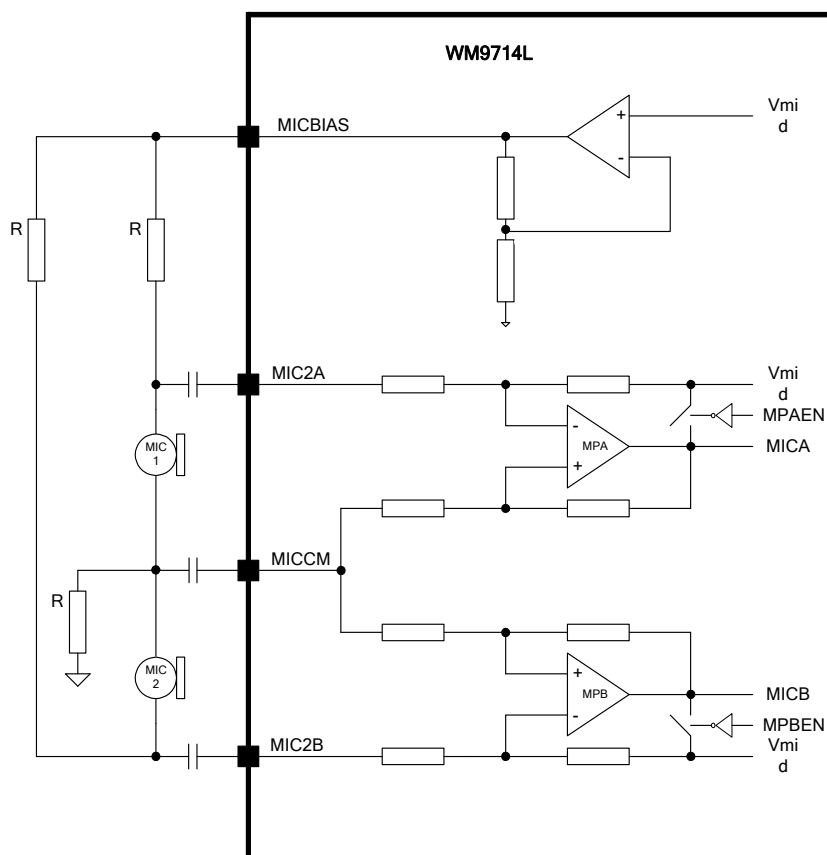 WM9714L
MICBIAS
+
-
Vmi
d
R
R
MIC2A
Vmi
d
MPAEN
-
MPA
+
MICA
MIC
1
MICCM
R
MIC
2
+
MPB
-
MICB
MPBEN
MIC2B
Vmi
d